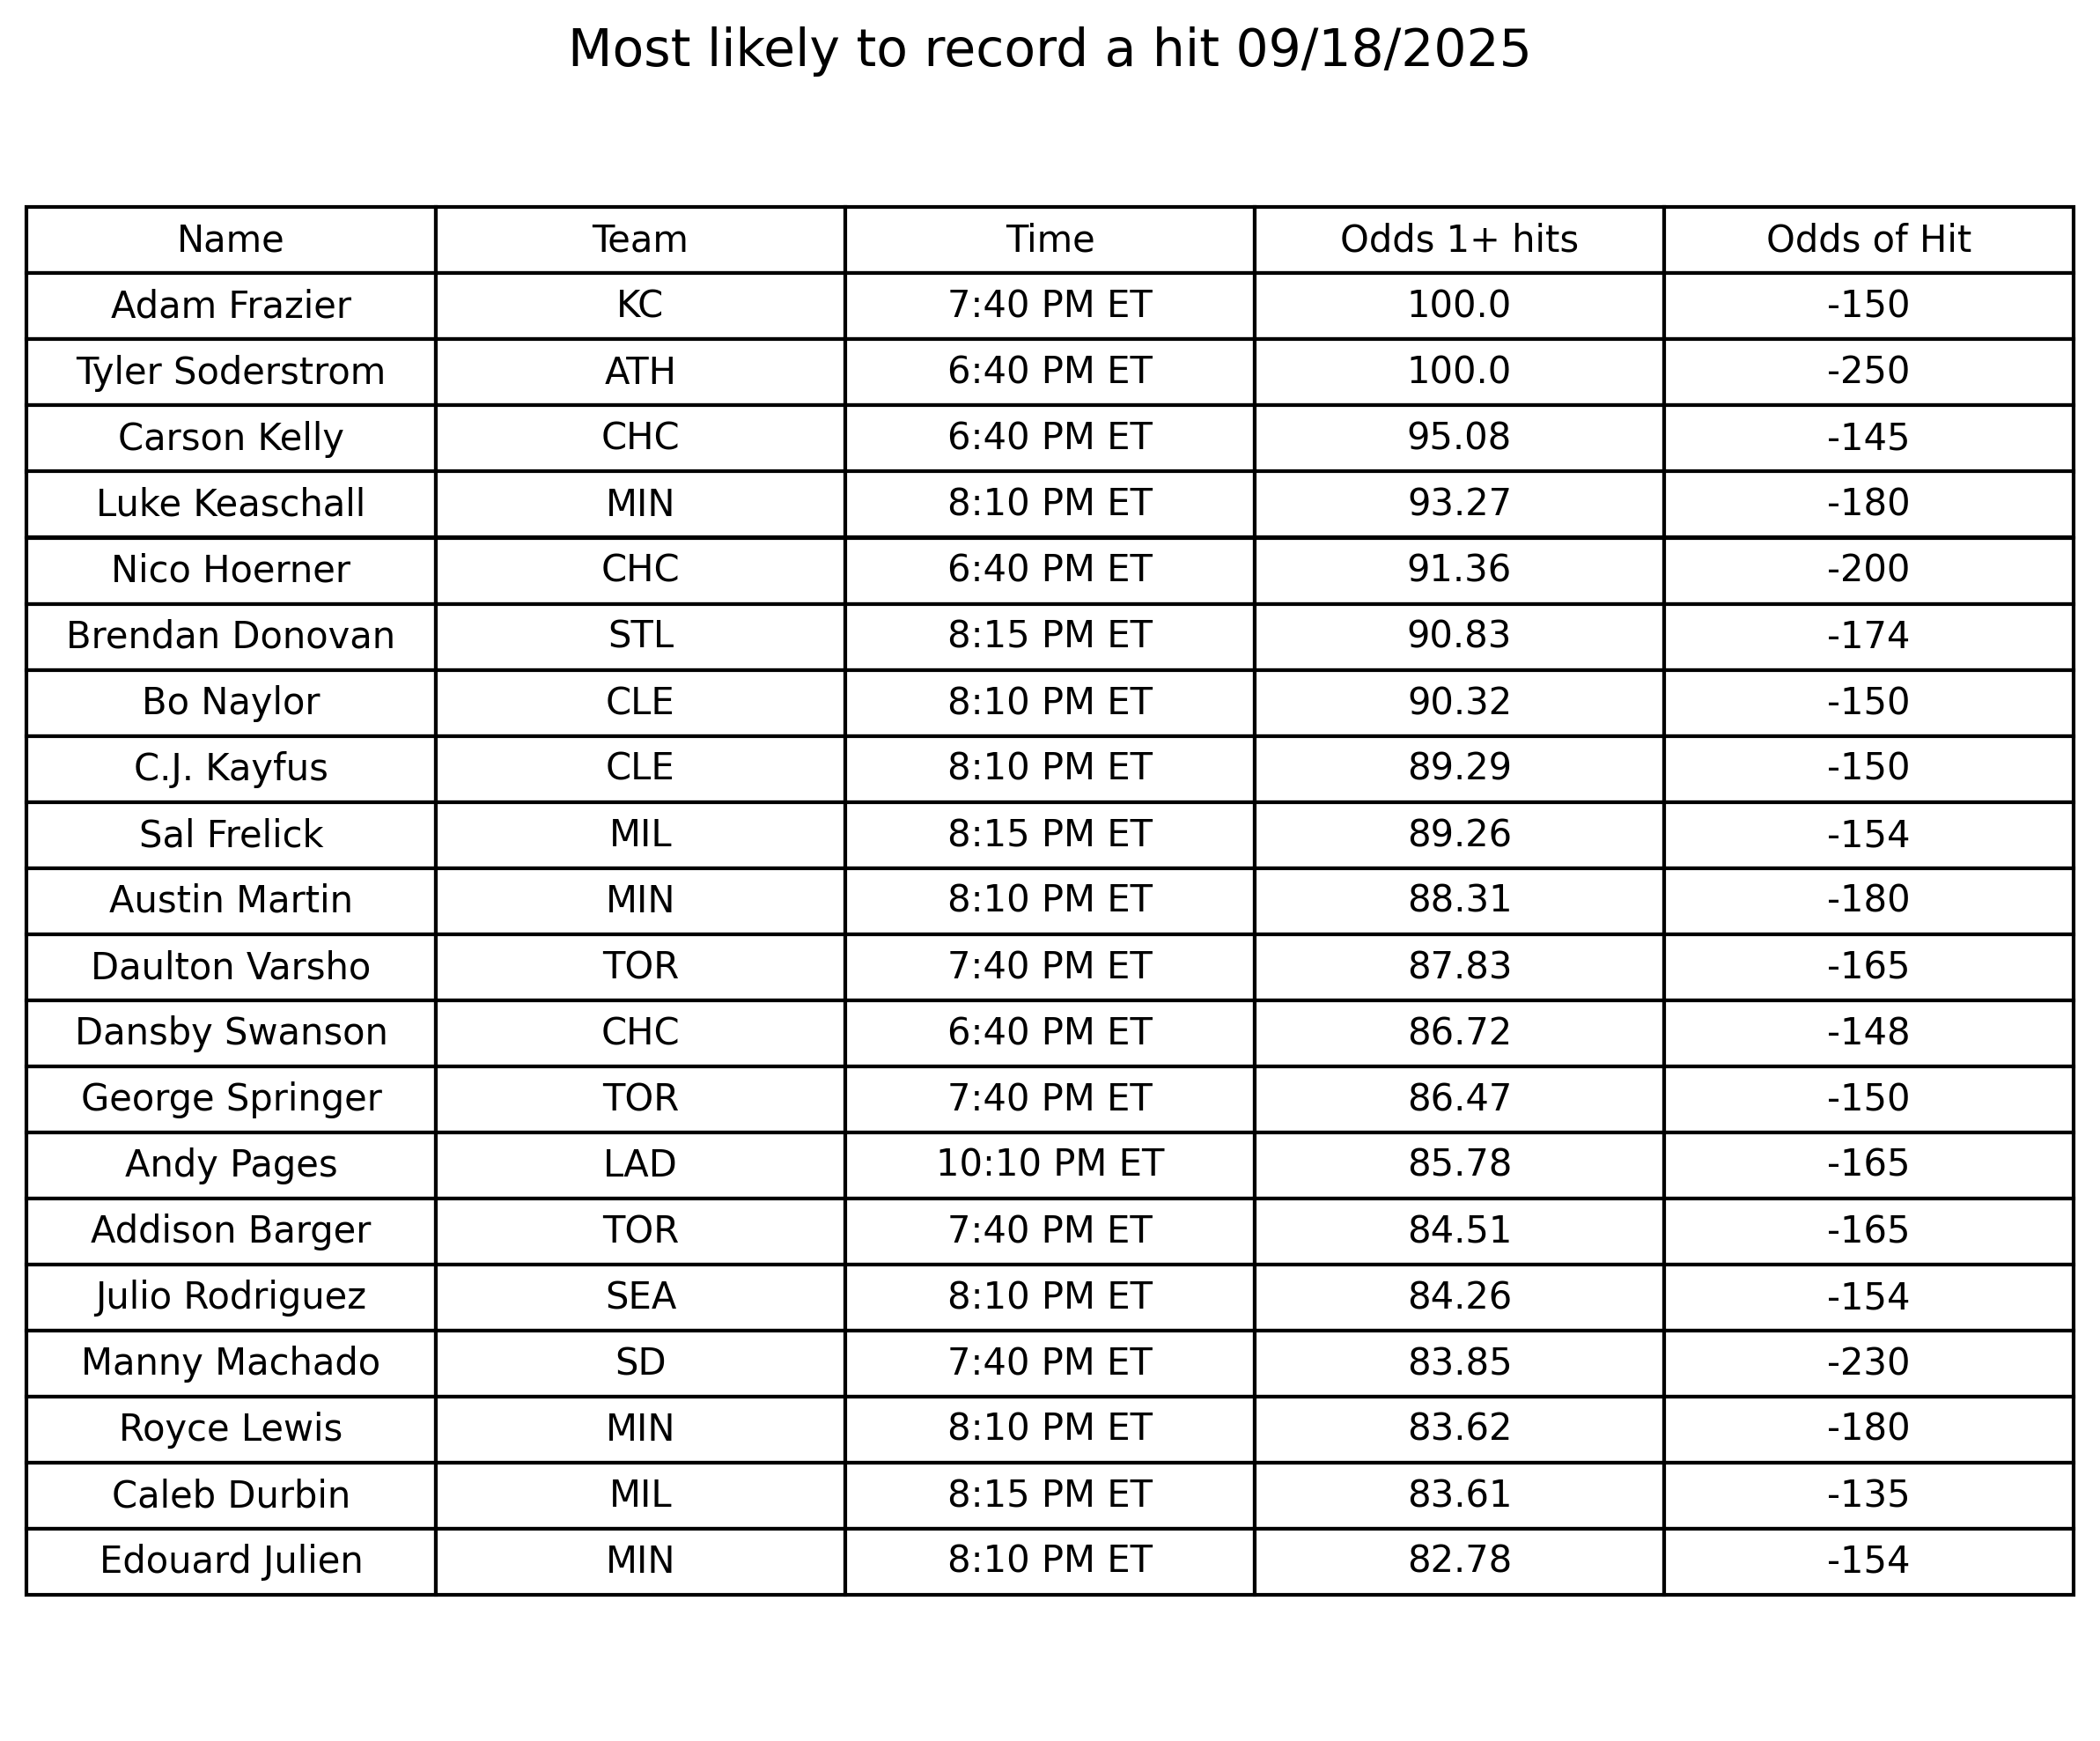 Most likely to record a hit 09/18/2025
Name Team Time Odds 1+ hits Odds of Hit
Adam Frazier KC 7:40 PM ET 100.0 -150
Tyler Soderstrom ATH 6:40 PM ET 100.0 -250
Carson Kelly CHC 6:40 PM ET 95.08 -145
Luke Keaschall MIN 8:10 PM ET 93.27 -180
Nico Hoerner CHC 6:40 PM ET 91.36 -200
Brendan Donovan STL 8:15 PM ET 90.83 -174
Bo Naylor CLE 8:10 PM ET 90.32 -150
C.J. Kayfus CLE 8:10 PM ET 89.29 -150
Sal Frelick MIL 8:15 PM ET 89.26 -154
Austin Martin MIN 8:10 PM ET 88.31 -180
Daulton Varsho TOR 7:40 PM ET 87.83 -165
Dansby Swanson CHC 6:40 PM ET 86.72 -148
George Springer TOR 7:40 PM ET 86.47 -150
Andy Pages LAD 10:10 PM ET 85.78 -165
Addison Barger TOR 7:40 PM ET 84.51 -165
Julio Rodriguez SEA 8:10 PM ET 84.26 -154
Manny Machado SD 7:40 PM ET 83.85 -230
Royce Lewis MIN 8:10 PM ET 83.62 -180
Caleb Durbin MIL 8:15 PM ET 83.61 -135
Edouard Julien MIN 8:10 PM ET 82.78 -154